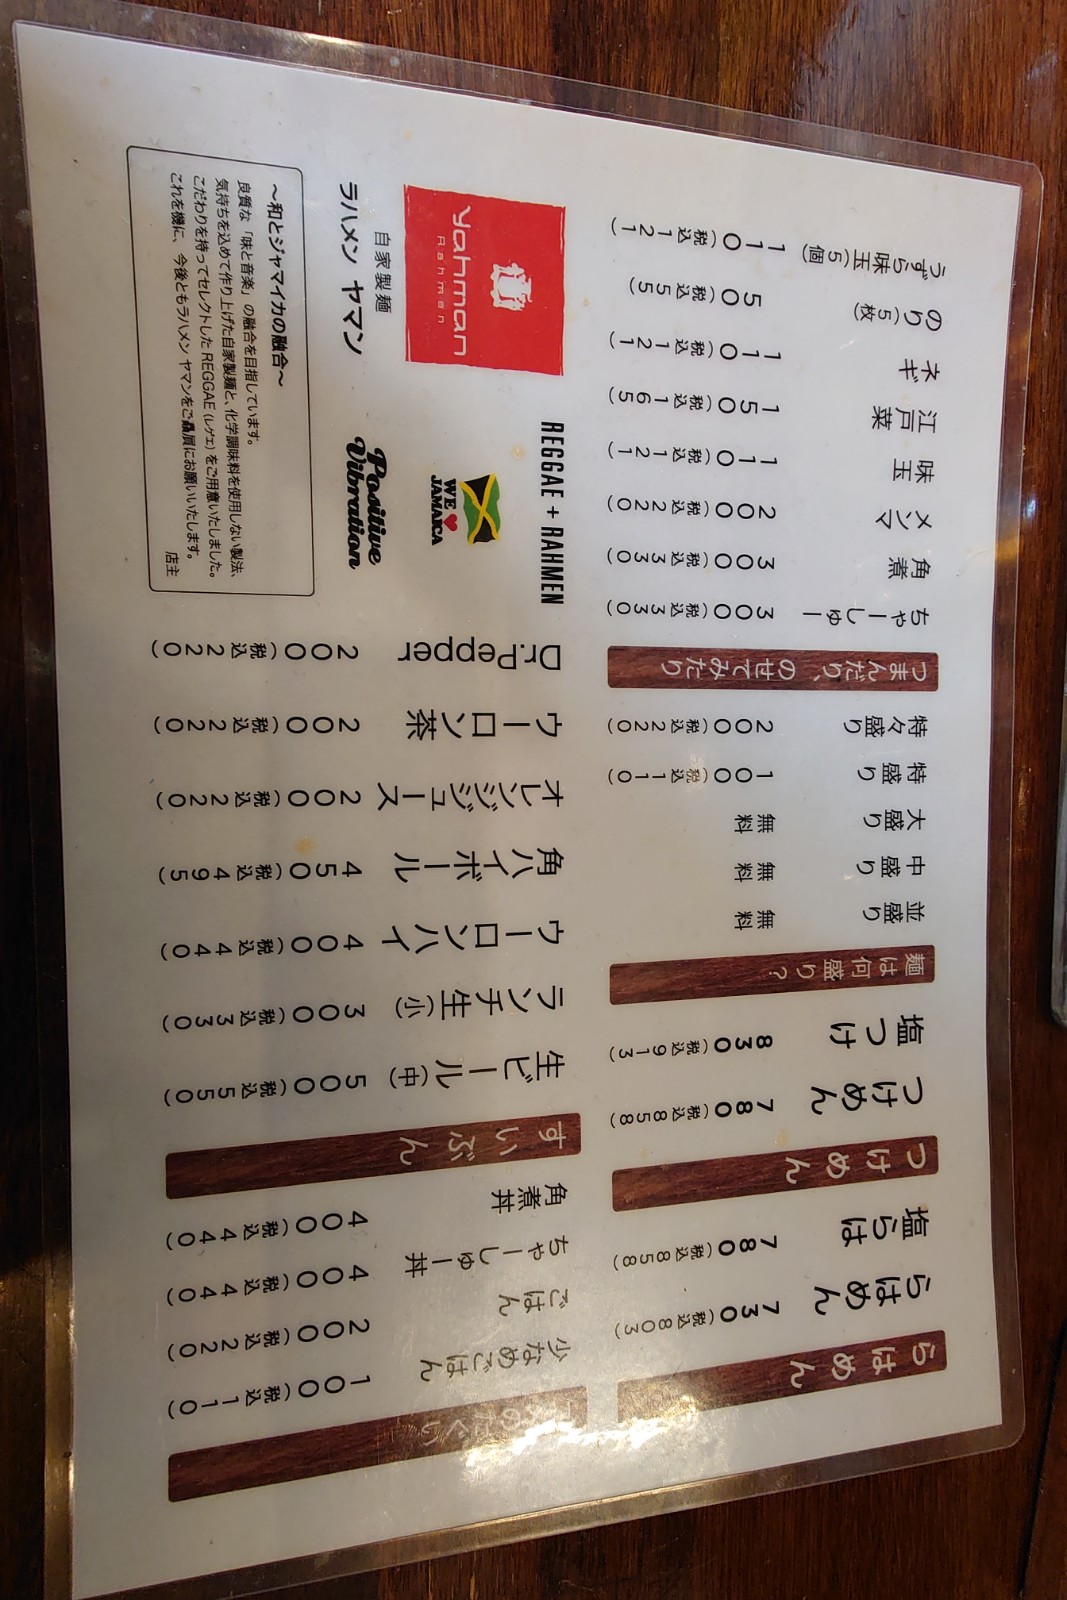 らはめん
らはめん 730(税込803)
塩らは 780(税込858)
つけめん
つけめん 780(税込858)
塩つけ 830(税込913)
麺は何盛り?
並盛り 無料
中盛り 無料
大盛り 無料
特盛り 100(税込110)
特々盛り 200(税込220)
つまんだり、のせてみたり
ちゃーしゅー 300(税込330)
角煮 300(税込330)
メンマ 200(税込220)
味玉 110(税込121)
江戸菜 150(税込165)
ネギ 110(税込121)
のり(5枚) 50(税込55)
うずら味玉(5個) 110(税込121)
のたぐい
少なめごはん 100(税込110)
ごはん 200(税込220)
ちゃーしゅー丼 400(税込440)
角煮丼 400(税込440)
すいぶん
生ビール(中) 500(税込550)
ランチ生(小) 300(税込330)
ウーロンハイ 400(税込440)
角ハイボール 450(税込495)
オレンジジュース 200(税込220)
ウーロン茶 200(税込220)
Dr.Pepper 200(税込220)
yahman
Rahmen
自家製麺
ラハメン ヤマン
REGGAE + RAHMEN
WE
JAMAICA
Positive
Vibration
〜和とジャマイカの融合〜
良質な「味と音楽」の融合を目指しています。
気持ちを込めて作り上げた自家製麺と、化学調味料を使用しない製法、
こだわりを持ってセレクトした REGGAE (レゲエ) をご用意いたしました。
これを機に、今後ともラハメン ヤマンをご贔屓にお願いいたします。
店主